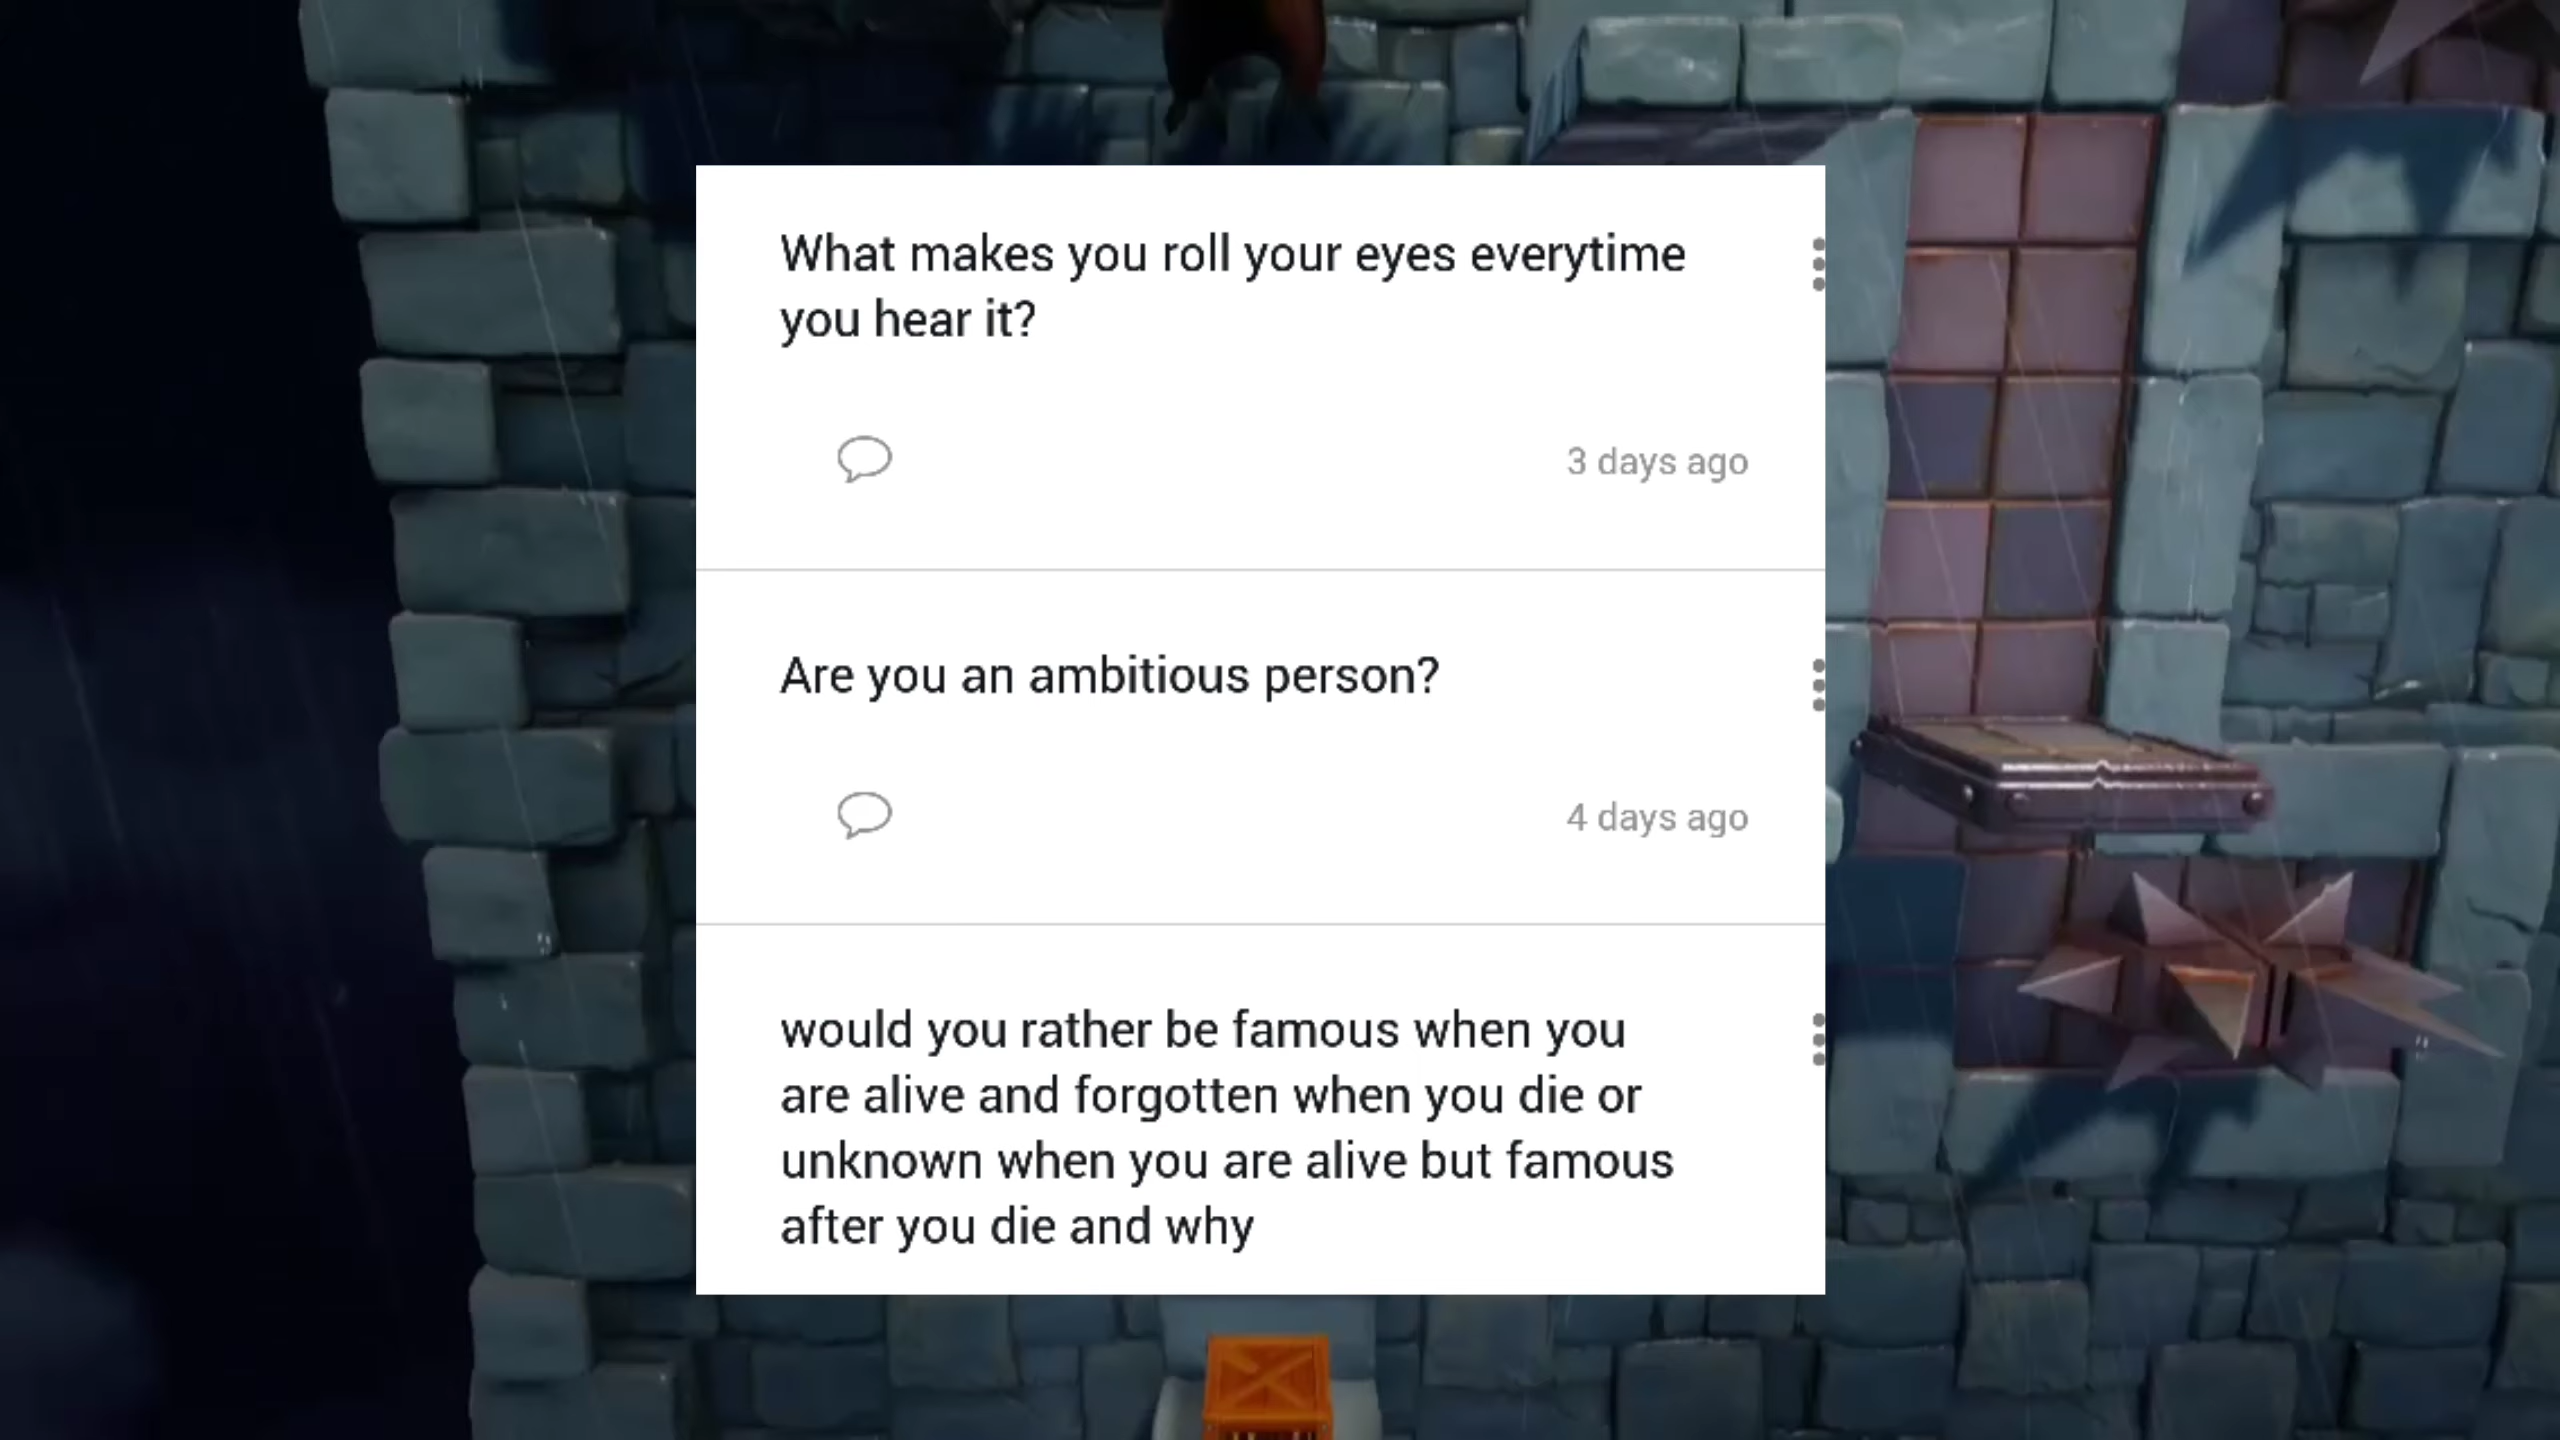 What makes you roll your eyes everytime
you hear it?
3 days ago
Are you an ambitious person?
4 days ago
would you rather be famous when you
are alive and forgotten when you die or
unknown when you are alive but famous
after you die and why